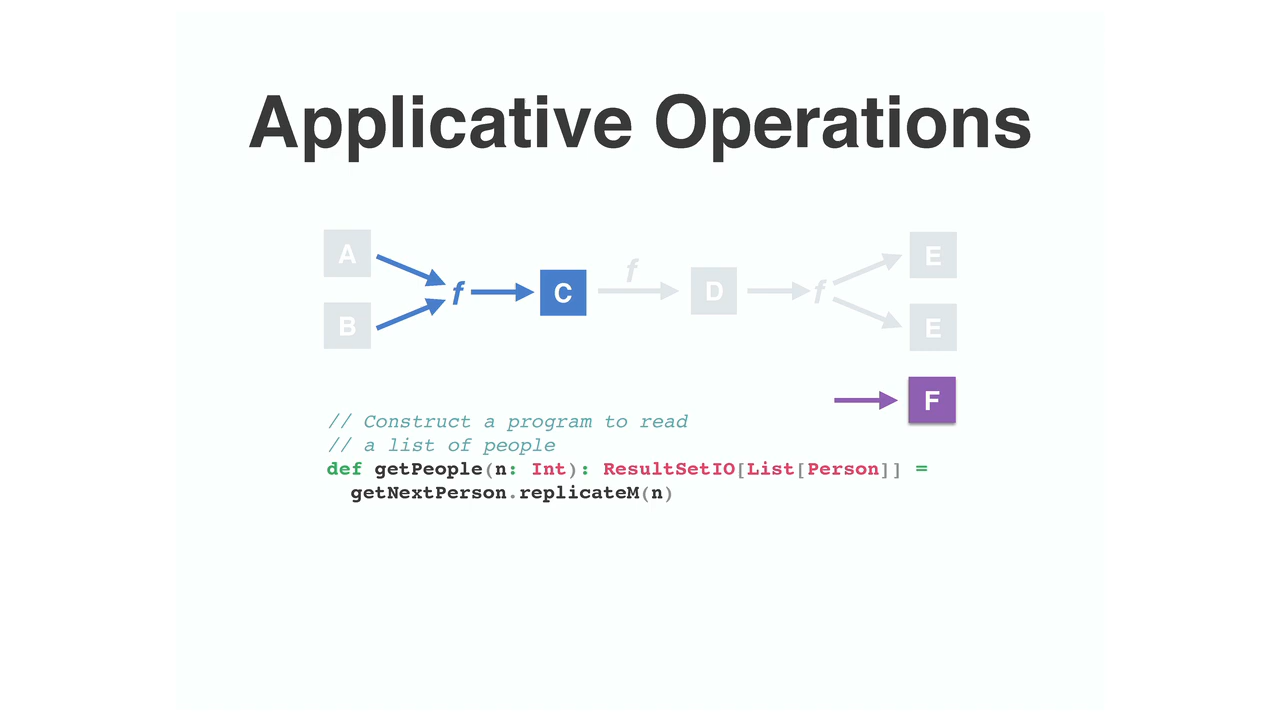 Applicative Operations
A
B
f
C
f
D
f
E
E
F
// Construct a program to read
// a list of people
def getPeople(n: Int): ResultSetIO[List[Person]] =
  getNextPerson.replicateM(n)